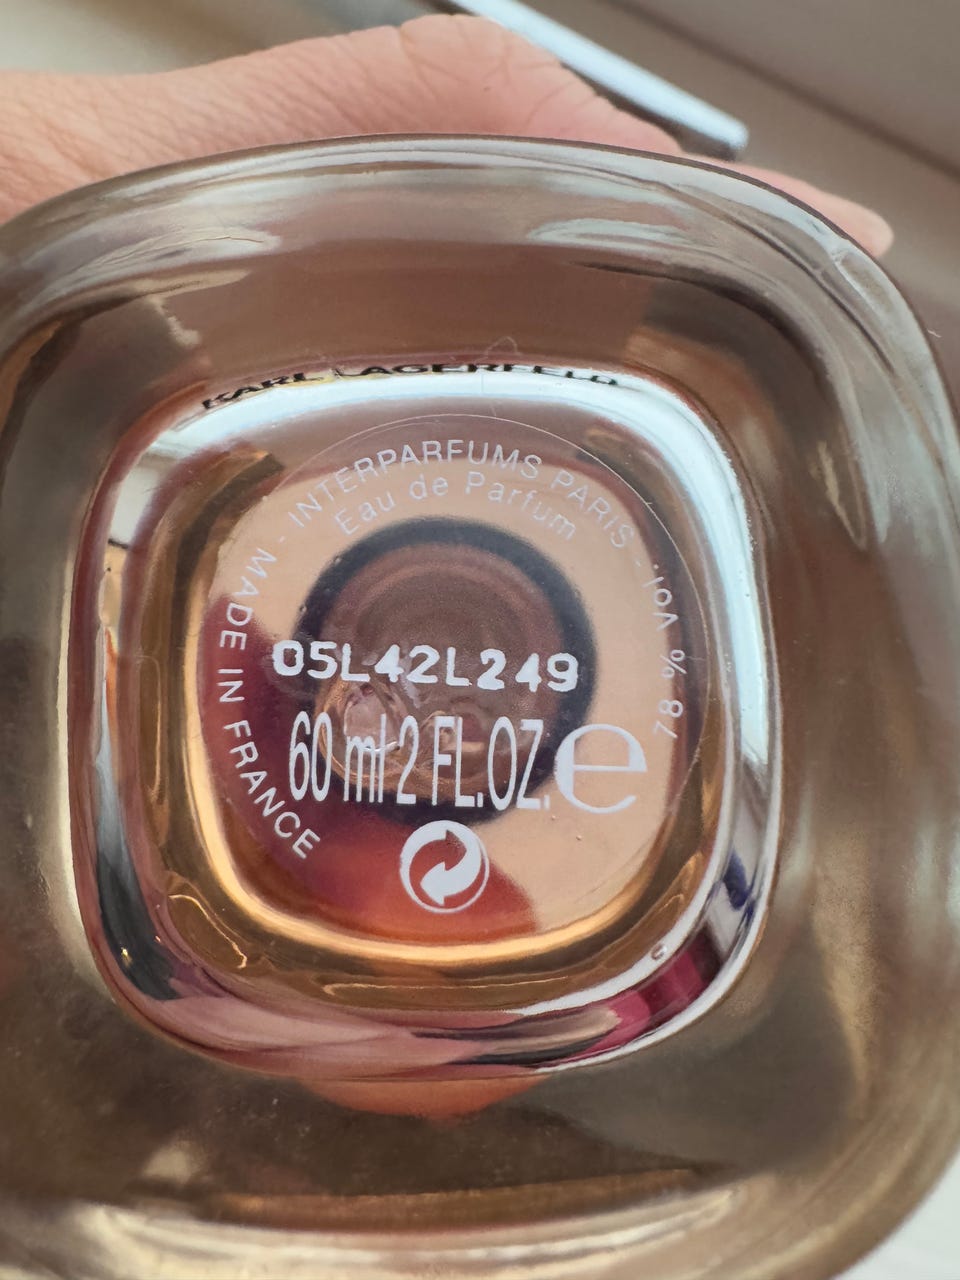 KARL LAGERFELD
MADE IN FRANCE - INTERPARFUMS PARIS - 78 % vol
Eau de Parfum
05L42L249
60 ml 2 FL.OZ. e